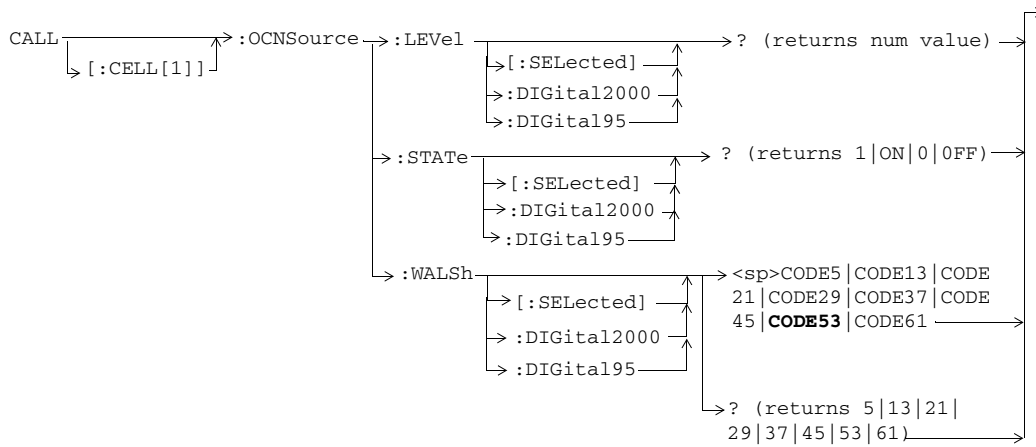 CALL :OCNSource :LEVel ? (returns num value)
[:CELL[1]] [:SELected]
:DIGital2000
:DIGital95
:STATe ? (returns 1|ON|0|0FF)
[:SELected]
:DIGital2000
:DIGital95
:WALSh <sp>CODE5|CODE13|CODE
[:SELected] 21|CODE29|CODE37|CODE
:DIGital2000 45|CODE53|CODE61
:DIGital95
? (returns 5|13|21|
29|37|45|53|61)